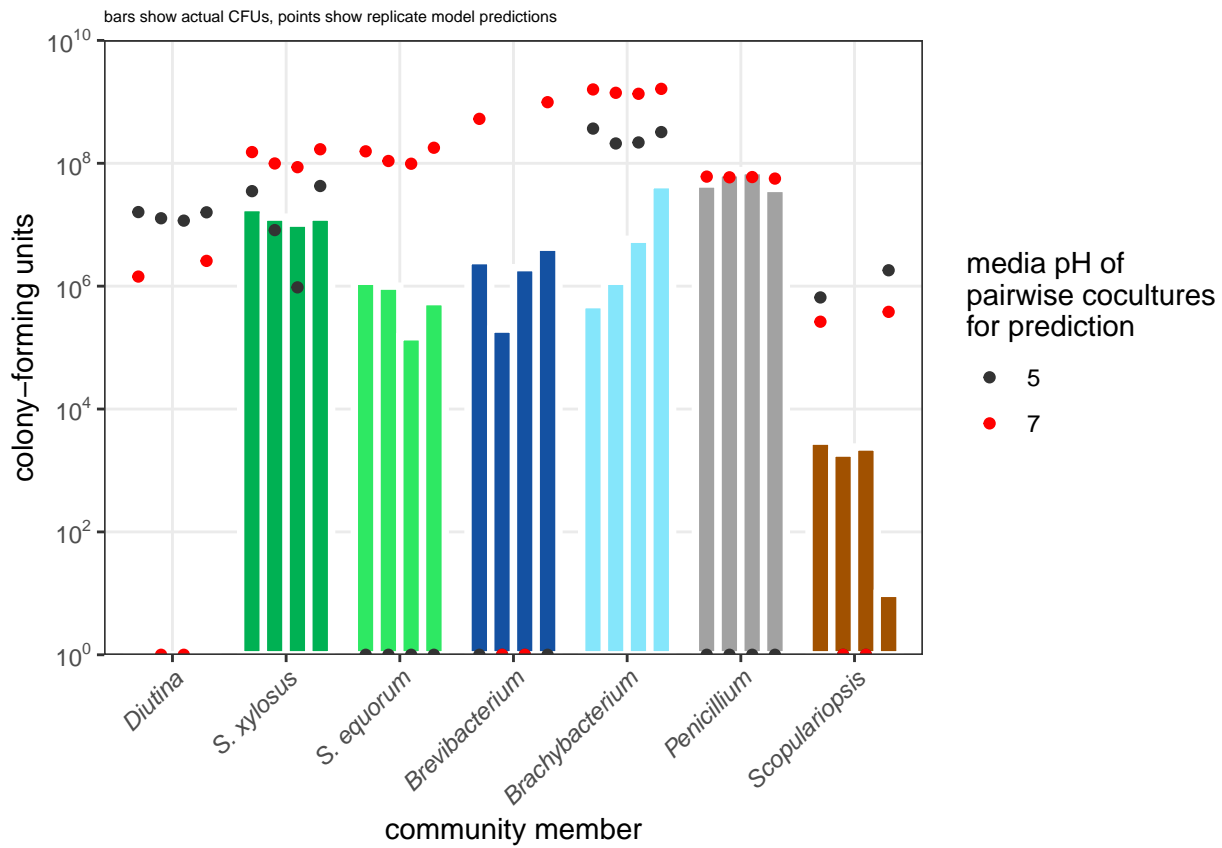 bars show actual CFUs, points show replicate model predictions
10^10
10^8
10^6
10^4
10^2
10^0
colony−forming units
Diutina
S. xylosus
S. equorum
Brevibacterium
Brachybacterium
Penicillium
Scopulariopsis
community member
media pH of
pairwise cocultures
for prediction
5
7